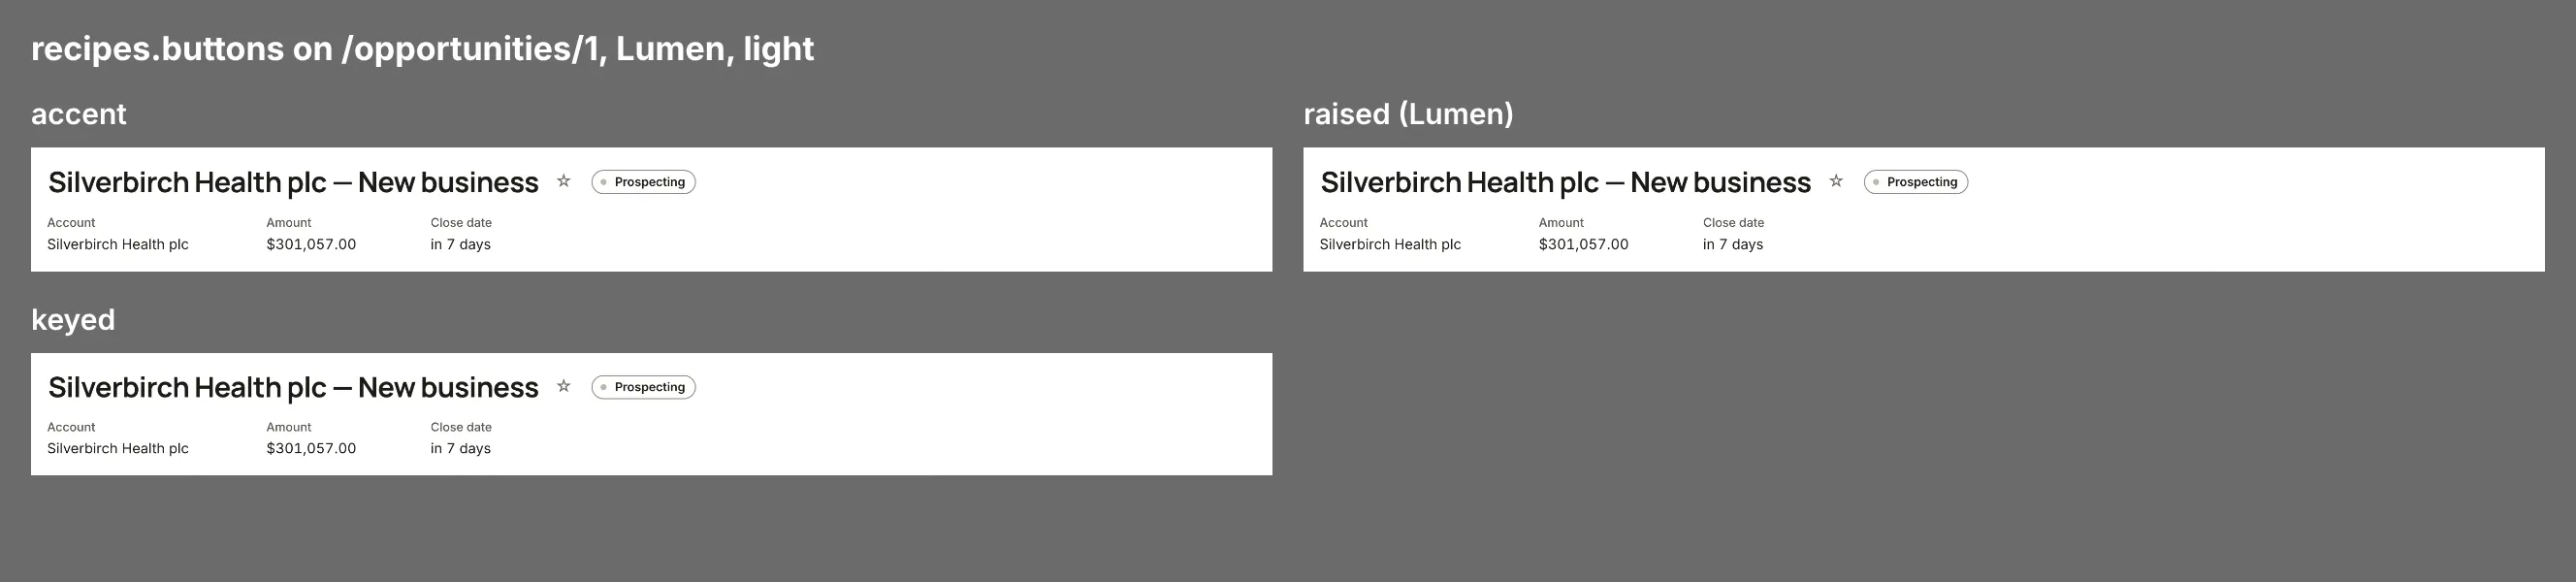 recipes.buttons on /opportunities/1, Lumen, light
accent
Silverbirch Health plc — New business ☆ Prospecting
Account Amount Close date
Silverbirch Health plc $301,057.00 in 7 days
raised (Lumen)
Silverbirch Health plc — New business ☆ Prospecting
Account Amount Close date
Silverbirch Health plc $301,057.00 in 7 days
keyed
Silverbirch Health plc — New business ☆ Prospecting
Account Amount Close date
Silverbirch Health plc $301,057.00 in 7 days